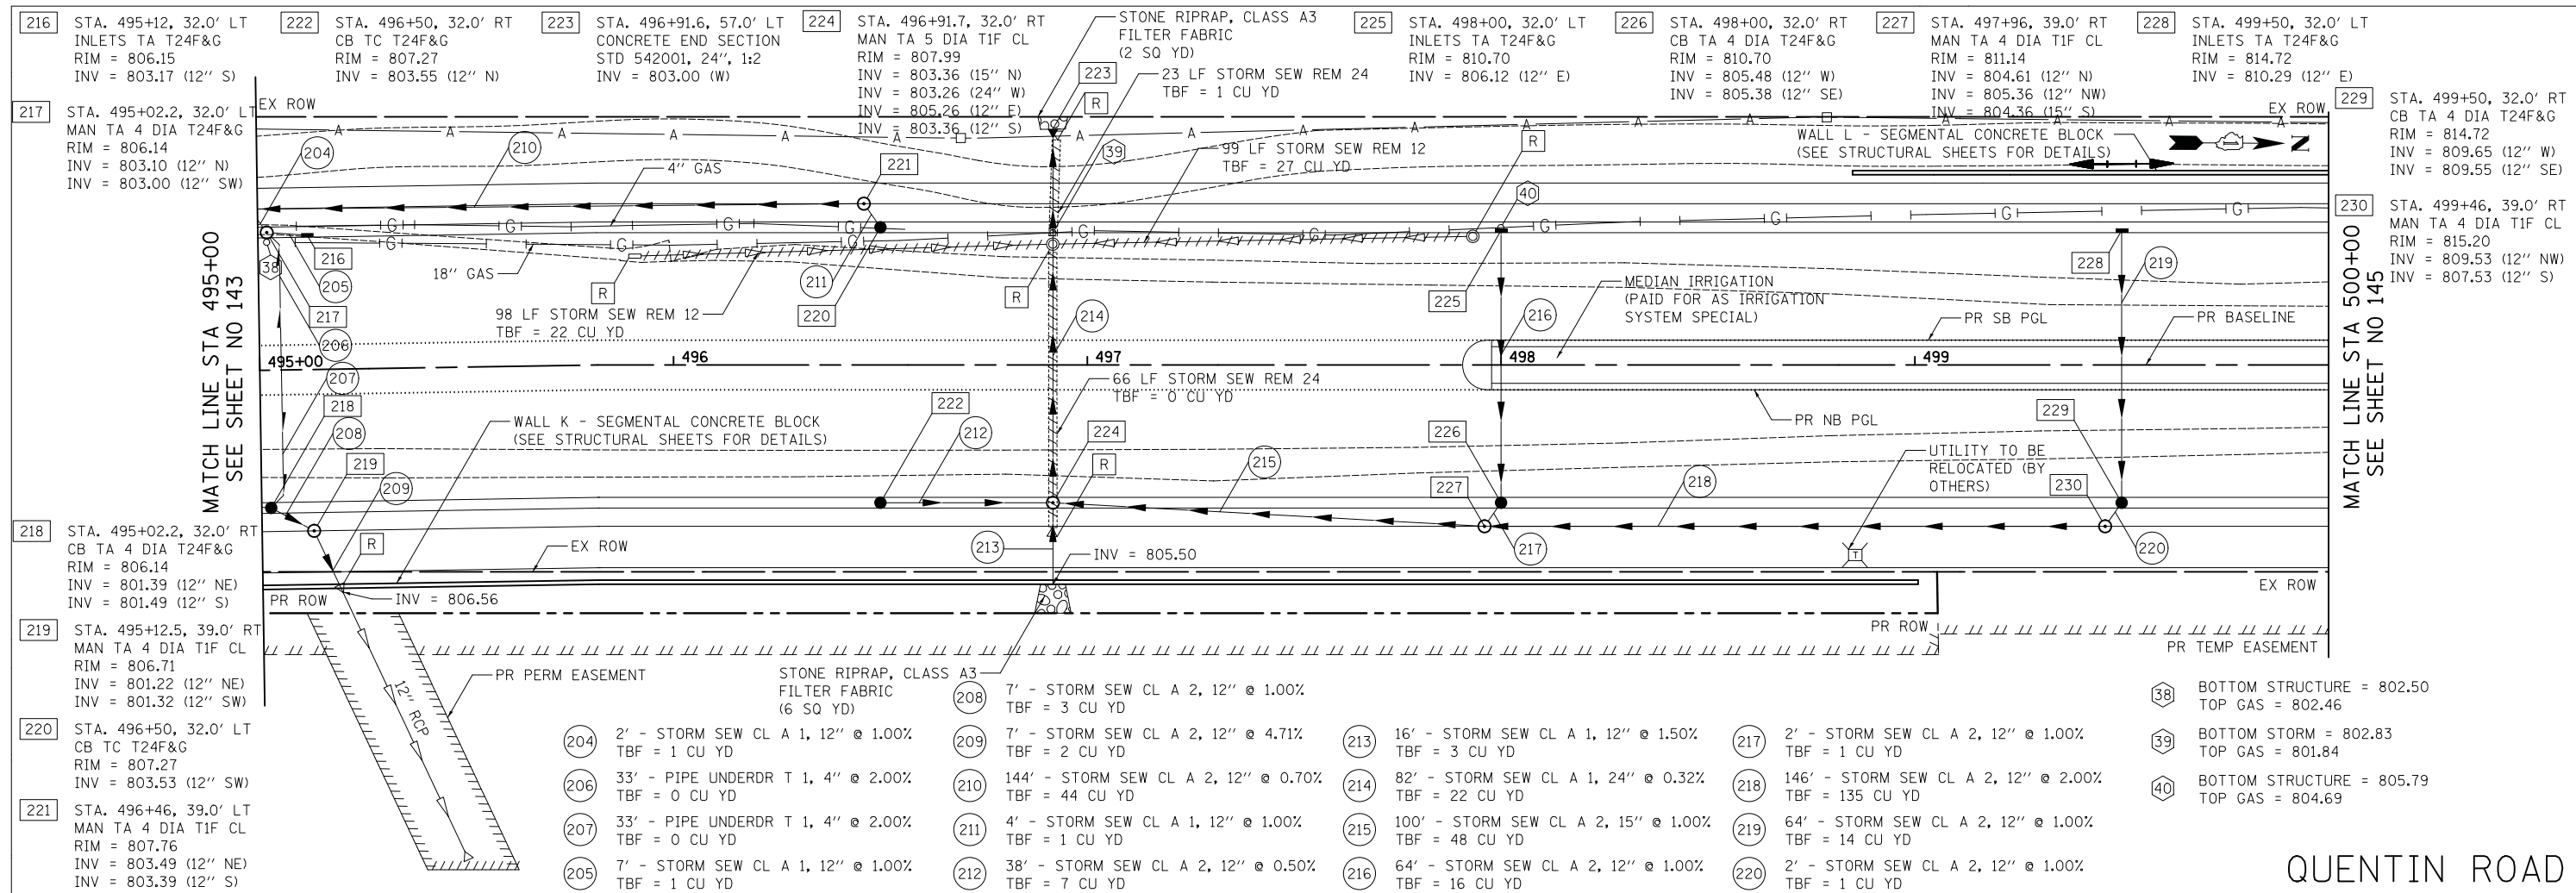 216 STA. 495+12, 32.0' LT
INLETS TA T24F&G
RIM = 806.15
INV = 803.17 (12'' S)
222 STA. 496+50, 32.0' RT
CB TC T24F&G
RIM = 807.27
INV = 803.55 (12'' N)
223 STA. 496+91.6, 57.0' LT
CONCRETE END SECTION
STD 542001, 24'', 1:2
INV = 803.00 (W)
224 STA. 496+91.7, 32.0' RT
MAN TA 5 DIA T1F CL
RIM = 807.99
INV = 803.36 (15'' N)
INV = 803.26 (24'' W)
INV = 805.26 (12'' E)
INV = 803.36 (12'' S)
STONE RIPRAP, CLASS A3
FILTER FABRIC
(2 SQ YD)
223
R
23 LF STORM SEW REM 24
TBF = 1 CU YD
225 STA. 498+00, 32.0' LT
INLETS TA T24F&G
RIM = 810.70
INV = 806.12 (12'' E)
226 STA. 498+00, 32.0' RT
CB TA 4 DIA T24F&G
RIM = 810.70
INV = 805.48 (12'' W)
INV = 805.38 (12'' SE)
227 STA. 497+96, 39.0' RT
MAN TA 4 DIA T1F CL
RIM = 811.14
INV = 804.61 (12'' N)
INV = 805.36 (12'' NW)
INV = 804.36 (15'' S)
228 STA. 499+50, 32.0' LT
INLETS TA T24F&G
RIM = 814.72
INV = 810.29 (12'' E)
217 STA. 495+02.2, 32.0' LT
MAN TA 4 DIA T24F&G
RIM = 806.14
INV = 803.10 (12'' N)
INV = 803.00 (12'' SW)
229 STA. 499+50, 32.0' RT
CB TA 4 DIA T24F&G
RIM = 814.72
INV = 809.65 (12'' W)
INV = 809.55 (12'' SE)
230 STA. 499+46, 39.0' RT
MAN TA 4 DIA T1F CL
RIM = 815.20
INV = 809.53 (12'' NW)
INV = 807.53 (12'' S)
EX ROW
EX ROW
A A A A A A A A A A A
WALL L - SEGMENTAL CONCRETE BLOCK
(SEE STRUCTURAL SHEETS FOR DETAILS)
N
204
210
4'' GAS
221
39
99 LF STORM SEW REM 12
TBF = 27 CU YD
R
40
G G G G G G G G
G G G G G
38
216
205
18'' GAS
R
211
220
R
225
228
219
217
206
98 LF STORM SEW REM 12
TBF = 22 CU YD
214
MEDIAN IRRIGATION
(PAID FOR AS IRRIGATION
SYSTEM SPECIAL)
216
PR SB PGL
PR BASELINE
MATCH LINE STA 495+00
SEE SHEET NO 143
MATCH LINE STA 500+00
SEE SHEET NO 145
495+00
496
497
498
499
207
218
208
66 LF STORM SEW REM 24
TBF = 0 CU YD
PR NB PGL
WALL K - SEGMENTAL CONCRETE BLOCK
(SEE STRUCTURAL SHEETS FOR DETAILS)
222
212
224
226
229
219
209
R
215
227
218
230
UTILITY TO BE
RELOCATED (BY
OTHERS)
218 STA. 495+02.2, 32.0' RT
CB TA 4 DIA T24F&G
RIM = 806.14
INV = 801.39 (12'' NE)
INV = 801.49 (12'' S)
R
EX ROW
213
INV = 805.50
217
T
220
PR ROW
INV = 806.56
EX ROW
219 STA. 495+12.5, 39.0' RT
MAN TA 4 DIA T1F CL
RIM = 806.71
INV = 801.22 (12'' NE)
INV = 801.32 (12'' SW)
PR ROW
PR TEMP EASEMENT
PR PERM EASEMENT
12'' RCP
STONE RIPRAP, CLASS A3
FILTER FABRIC
(6 SQ YD)
220 STA. 496+50, 32.0' LT
CB TC T24F&G
RIM = 807.27
INV = 803.53 (12'' SW)
221 STA. 496+46, 39.0' LT
MAN TA 4 DIA T1F CL
RIM = 807.76
INV = 803.49 (12'' NE)
INV = 803.39 (12'' S)
204 2' - STORM SEW CL A 1, 12'' @ 1.00%
TBF = 1 CU YD
206 33' - PIPE UNDERDR T 1, 4'' @ 2.00%
TBF = 0 CU YD
207 33' - PIPE UNDERDR T 1, 4'' @ 2.00%
TBF = 0 CU YD
205 7' - STORM SEW CL A 1, 12'' @ 1.00%
TBF = 1 CU YD
208 7' - STORM SEW CL A 2, 12'' @ 1.00%
TBF = 3 CU YD
209 7' - STORM SEW CL A 2, 12'' @ 4.71%
TBF = 2 CU YD
210 144' - STORM SEW CL A 2, 12'' @ 0.70%
TBF = 44 CU YD
211 4' - STORM SEW CL A 1, 12'' @ 1.00%
TBF = 1 CU YD
212 38' - STORM SEW CL A 2, 12'' @ 0.50%
TBF = 7 CU YD
213 16' - STORM SEW CL A 1, 12'' @ 1.50%
TBF = 3 CU YD
214 82' - STORM SEW CL A 1, 24'' @ 0.32%
TBF = 22 CU YD
215 100' - STORM SEW CL A 2, 15'' @ 1.00%
TBF = 48 CU YD
216 64' - STORM SEW CL A 2, 12'' @ 1.00%
TBF = 16 CU YD
217 2' - STORM SEW CL A 2, 12'' @ 1.00%
TBF = 1 CU YD
218 146' - STORM SEW CL A 2, 12'' @ 2.00%
TBF = 135 CU YD
219 64' - STORM SEW CL A 2, 12'' @ 1.00%
TBF = 14 CU YD
220 2' - STORM SEW CL A 2, 12'' @ 1.00%
TBF = 1 CU YD
38 BOTTOM STRUCTURE = 802.50
TOP GAS = 802.46
39 BOTTOM STORM = 802.83
TOP GAS = 801.84
40 BOTTOM STRUCTURE = 805.79
TOP GAS = 804.69
QUENTIN ROAD